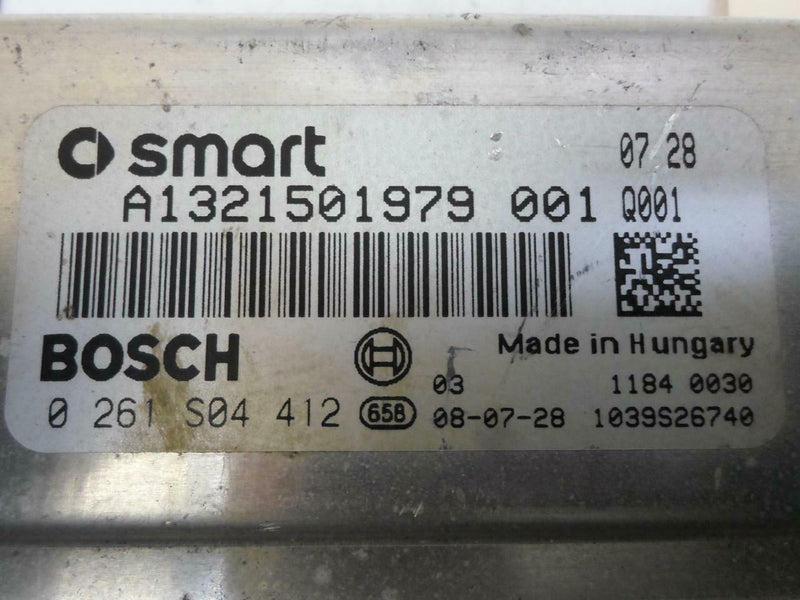 smart 07 28
A1321501979 001 Q001
BOSCH Made in Hungary
03 1184 0030
0 261 S04 412 658 08-07-28 1039S26740